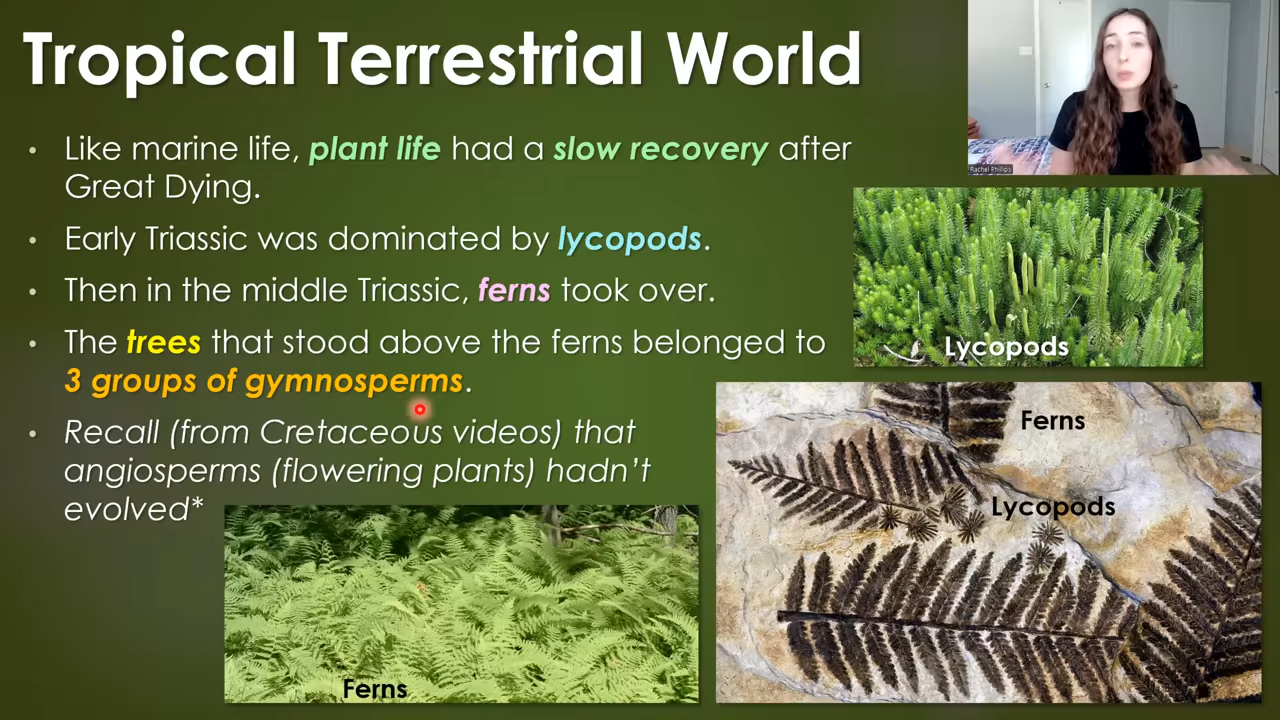 Tropical Terrestrial World
Rachel Phillips
• Like marine life, plant life had a slow recovery after
Great Dying.
• Early Triassic was dominated by lycopods.
• Then in the middle Triassic, ferns took over.
• The trees that stood above the ferns belonged to
3 groups of gymnosperms.
• Recall (from Cretaceous videos) that
angiosperms (flowering plants) hadn't
evolved*
Lycopods
Ferns
Lycopods
Ferns